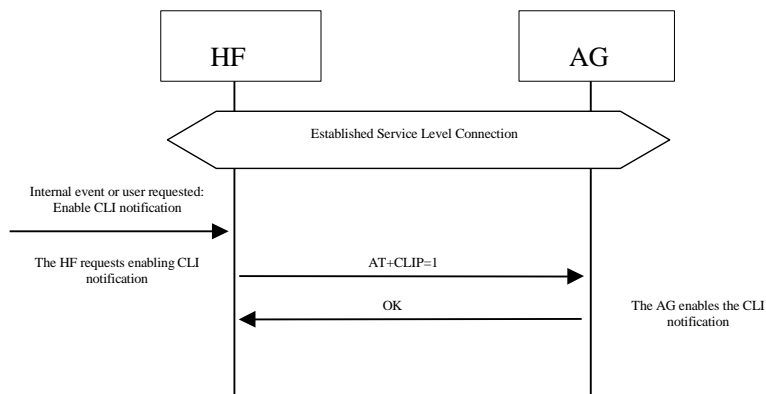 HF
AG
Established Service Level Connection
Internal event or user requested:
Enable CLI notification
The HF requests enabling CLI
notification
AT+CLIP=1
OK
The AG enables the CLI
notification